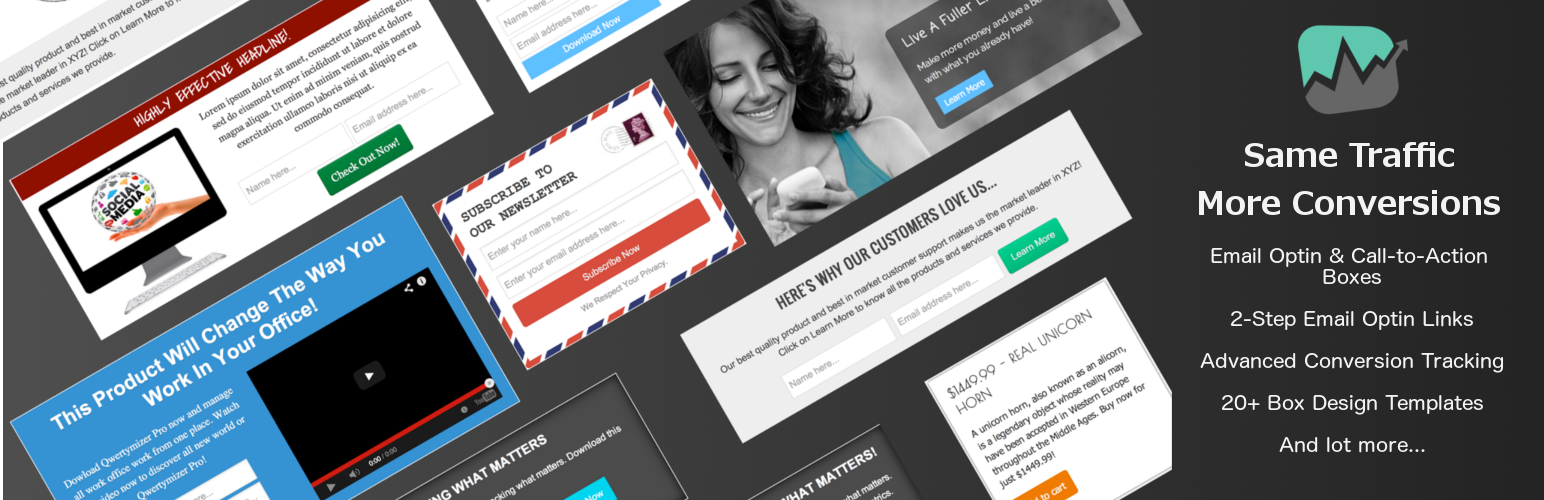 st quality product and best in market
market leader in XYZ! Click on Learn More to
ducts and services we provide.
HIGHLY EFFECTIVE HEADLINE!
Lorem ipsum dolor sit amet, consectetur adipisicing
sed do eiusmod tempor incididunt ut labore et dolore
magna aliqua. Ut enim ad minim veniam, quis nostrud
exercitation ullamco laboris nisi ut aliquip ex ea
commodo consequat.
Name here...
Email address here...
Check Out Now!
SOCIAL
MEDIA
Name here...
Email address here...
Download Now
Live A Fuller
Make more money and live a
with what you already have!
Learn More
SUBSCRIBE TO
OUR NEWSLETTER
Enter your name here...
Enter your email address here...
Subscribe Now
We Respect Your Privacy.
This Product Will Change The Way You
Work In Your Office!
Dowload Qwertymizer Pro now and manage
all work office work from one place. Watch
video now to discover all new world or
Qwertymizer Pro!
0:00 / 0:00
YouTube
HERE'S WHY OUR CUSTOMERS LOVE US...
Our best quality product and best in market customer support makes us the market leader in XYZ!
Click on Learn More to know all the products and services we provide.
Name here...
Email address here...
Learn More
$1449.99 - REAL UNICORN
HORN
A unicorn horn, also known as an alicorn,
is a legendary object whose reality may
have been accepted in Western Europe
throughout the Middle Ages. Buy now for
just $1449.99!
to cart
NG WHAT MATTERS
cking what matters. Download this
Now
WHAT MATTERS!
what matters.
Same Traffic
More Conversions
Email Optin & Call-to-Action
Boxes
2-Step Email Optin Links
Advanced Conversion Tracking
20+ Box Design Templates
And lot more...